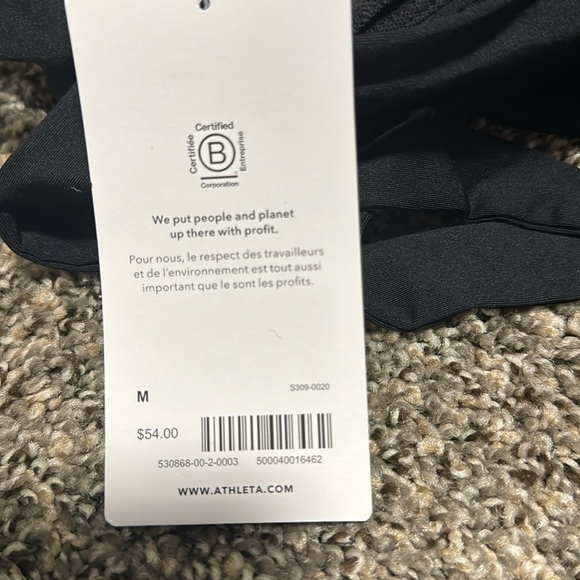 Certified
Certifiée
B
Entreprise
Corporation
We put people and planet
up there with profit.
Pour nous, le respect des travailleurs
et de l'environnement est tout aussi
important que le sont les profits.
S309-0020
M
$54.00
530868-00-2-0003 500040016462
WWW.ATHLETA.COM